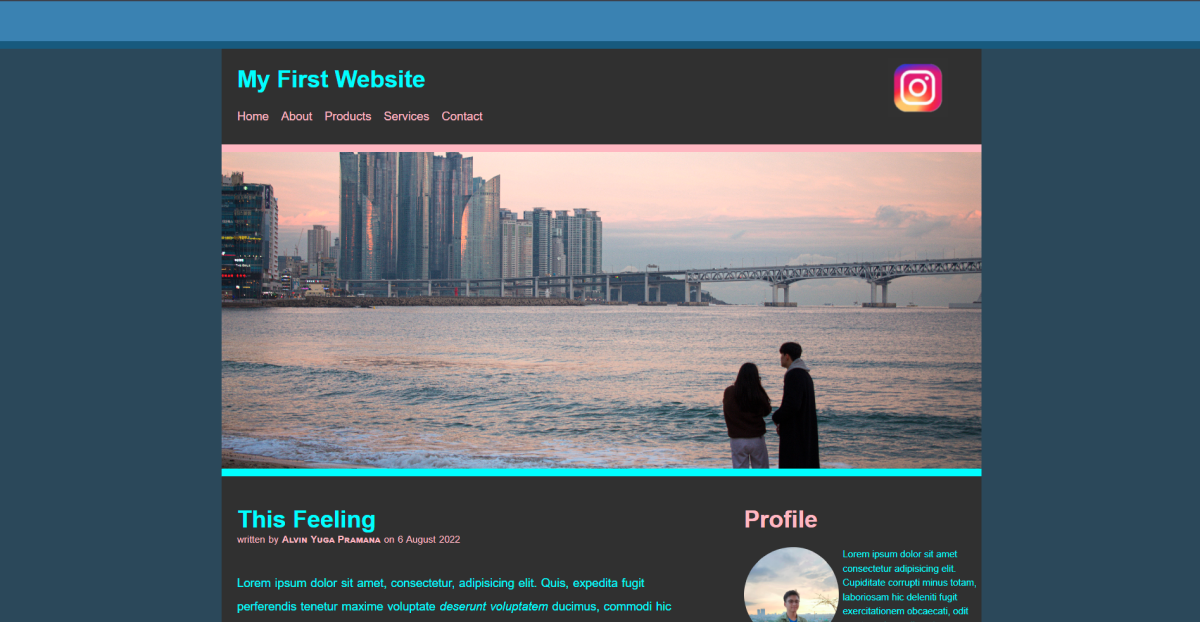 My First Website
Home About Products Services Contact
This Feeling
written by Alvin Yuga Pramana on 6 August 2022
Lorem ipsum dolor sit amet, consectetur, adipisicing elit. Quis, expedita fugit
perferendis tenetur maxime voluptate deserunt voluptatem ducimus, commodi hic
Profile
Lorem ipsum dolor sit amet
consectetur adipisicing elit.
Cupiditate corrupti minus totam,
laboriosam hic deleniti fugit
exercitationem obcaecati, odit